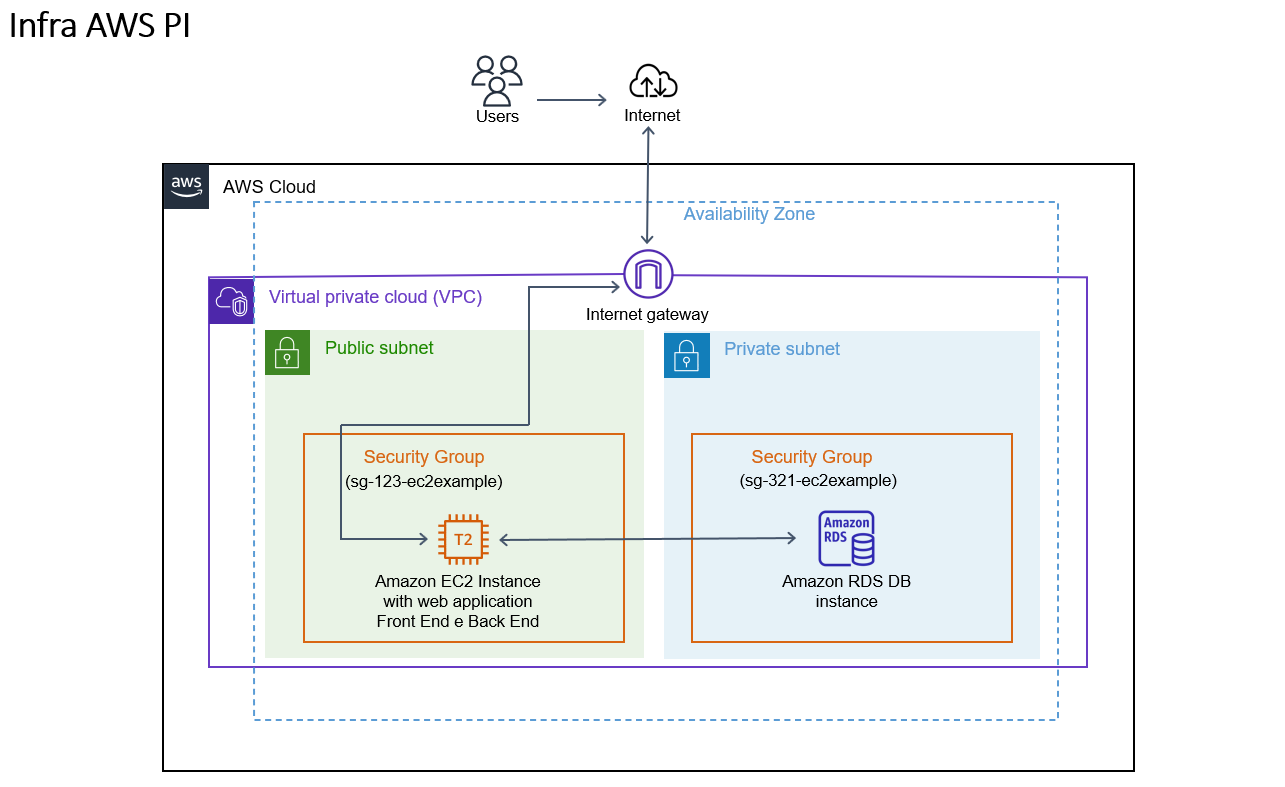 Infra AWS PI
Users
Internet
aws
AWS Cloud
Availability Zone
Virtual private cloud (VPC)
Internet gateway
Public subnet
Private subnet
Security Group
(sg-123-ec2example)
Security Group
(sg-321-ec2example)
T2
Amazon
RDS
Amazon EC2 Instance
with web application
Front End e Back End
Amazon RDS DB
instance